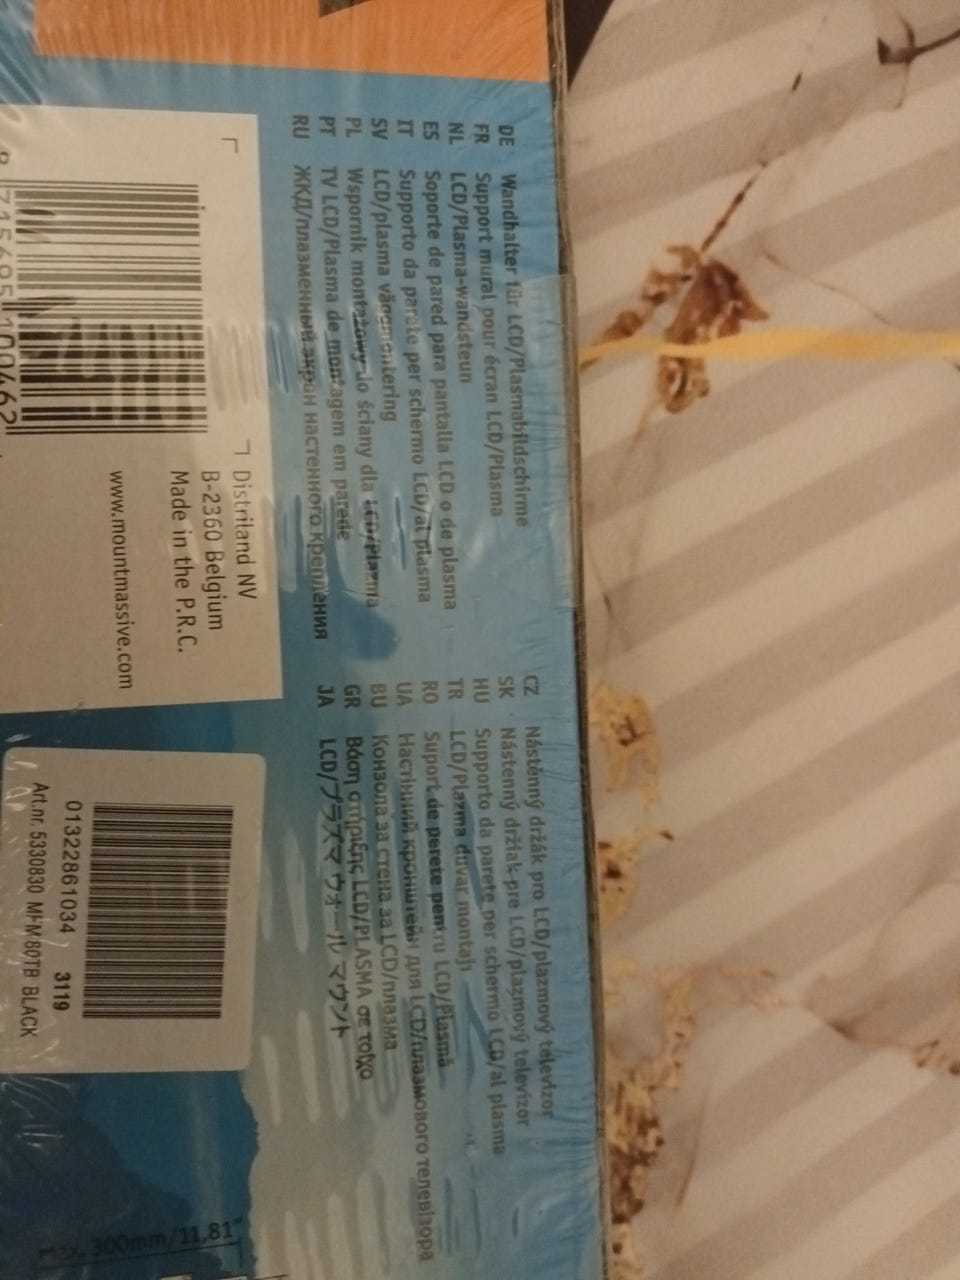 DE Wandhalter für LCD/Plasmabildschirme
FR Support mural pour écran LCD/Plasma
NL LCD/Plasma-wandsteun
ES Soporte de pared para pantalla LCD o de plasma
IT Supporto da parete per schermo LCD/al plasma
SV LCD/plasma väggmontering
PL Wspornik montażowy do ściany dla LCD/Plazma
PT TV LCD/Plasma de montagem em parede
RU ЖКД/плазменный экран настенного крепления
CZ Nástěnný držák pro LCD/plazmový televizor
SK Nástenný držiak pre LCD/plazmový televízor
HU Supporto da parete per schermo LCD/al plasma
TR LCD/Plazma duvar montajı
RO Suport de perete pentru LCD/Plasmă
UA Настінний кронштейн для LCD/плазмового телевізора
BU Конзола за стена за LCD/плазма
GR Βάση στήριξης LCD/PLASMA σε τοίχο
JA LCD/プラズマ ウォール マウント
Distriland NV
B-2360 Belgium
Made in the P.R.C.
www.mountmassive.com
8 715695 100462
01322861034 3119
Art.nr. 5330830 MHM 80TB BLACK
max. 300mm/11,81"